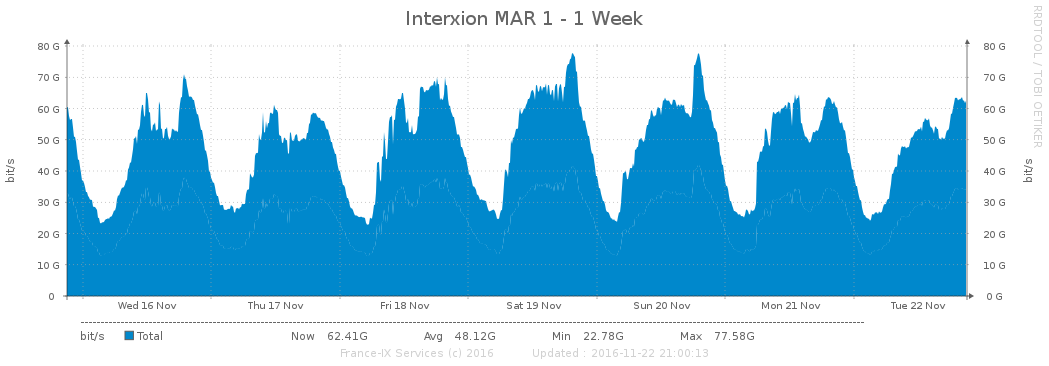 Interxion MAR 1 - 1 Week
RRDTOOL / TOBI OETIKER
80 G 80 G
70 G 70 G
60 G 60 G
50 G 50 G
40 G 40 G
30 G 30 G
20 G 20 G
10 G 10 G
0 0 G
bit/s
bit/s
Wed 16 Nov Thu 17 Nov Fri 18 Nov Sat 19 Nov Sun 20 Nov Mon 21 Nov Tue 22 Nov
bit/s Total Now 62.41G Avg 48.12G Min 22.78G Max 77.58G
France-IX Services (c) 2016 Updated : 2016-11-22 21:00:13